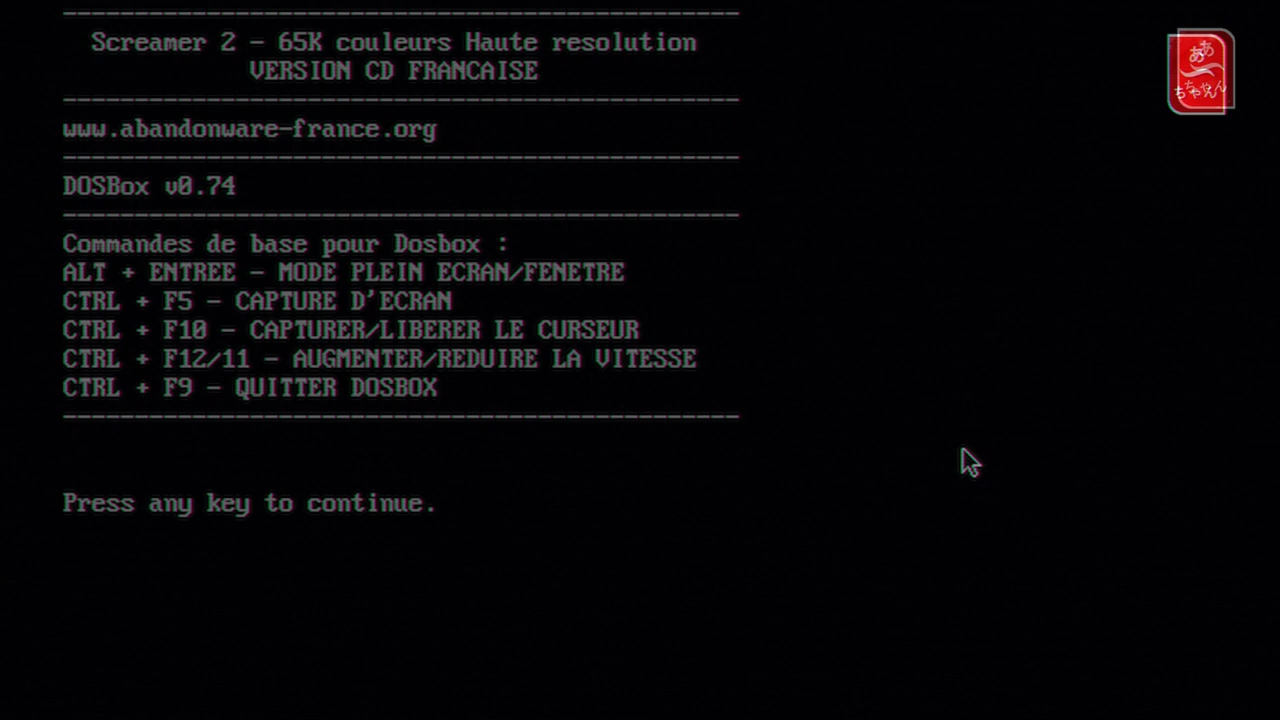 Screamer 2 - 65K couleurs Haute resolution
VERSION CD FRANCAISE
www.abandonware-france.org
DOSBox v0.74
Commandes de base pour Dosbox :
ALT + ENTREE - MODE PLEIN ECRAN/FENETRE
CTRL + F5 - CAPTURE D'ECRAN
CTRL + F10 - CAPTURER/LIBERER LE CURSEUR
CTRL + F12/11 - AUGMENTER/REDUIRE LA VITESSE
CTRL + F9 - QUITTER DOSBOX
Press any key to continue.